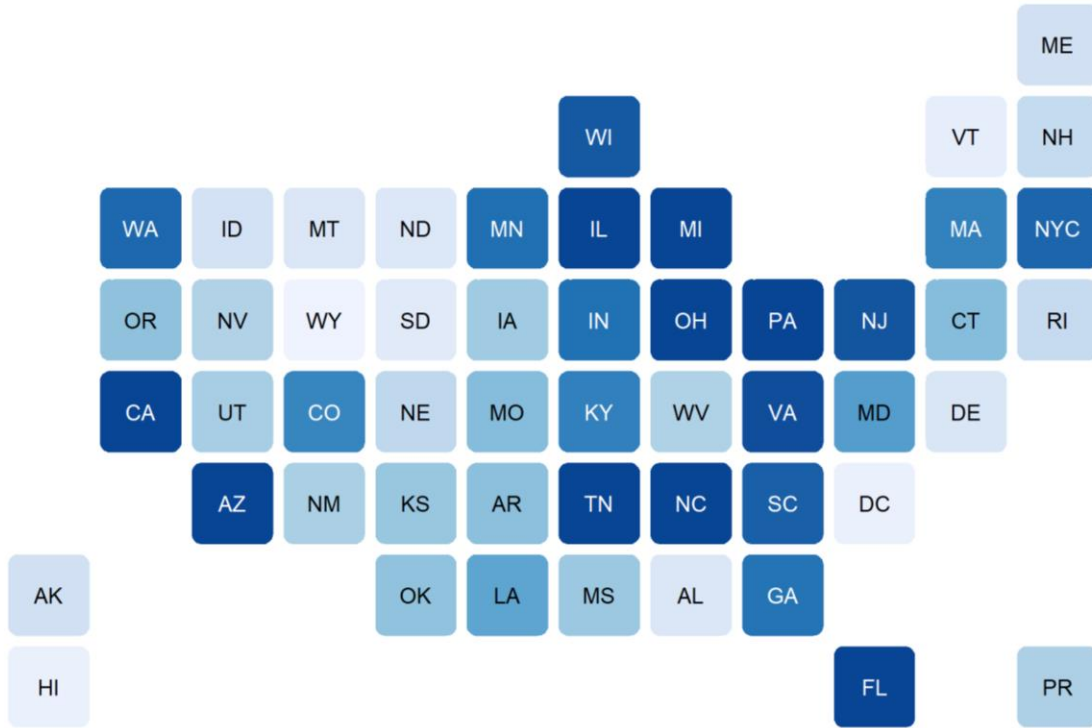 ME
WI VT NH
WA ID MT ND MN IL MI MA NYC
OR NV WY SD IA IN OH PA NJ CT RI
CA UT CO NE MO KY WV VA MD DE
AZ NM KS AR TN NC SC DC
AK OK LA MS AL GA
HI FL PR